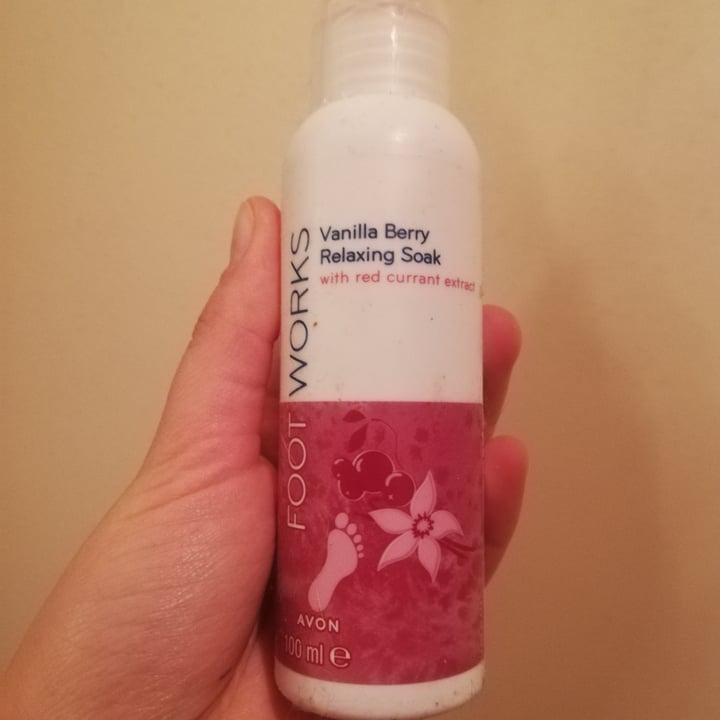 FOOT WORKS
Vanilla Berry
Relaxing Soak
with red currant extract
AVON
100 ml e